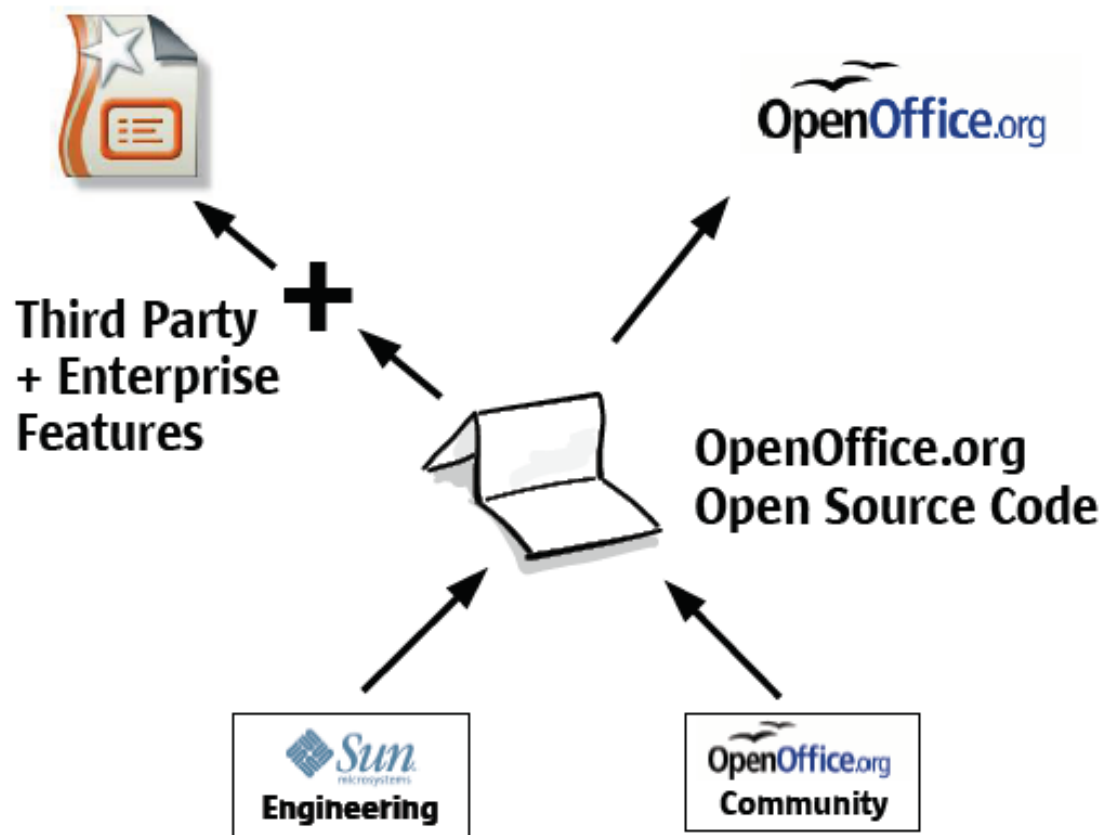 OpenOffice.org
+
Third Party
+ Enterprise
Features
OpenOffice.org
Open Source Code
Sun
microsystems
Engineering
OpenOffice.org
Community